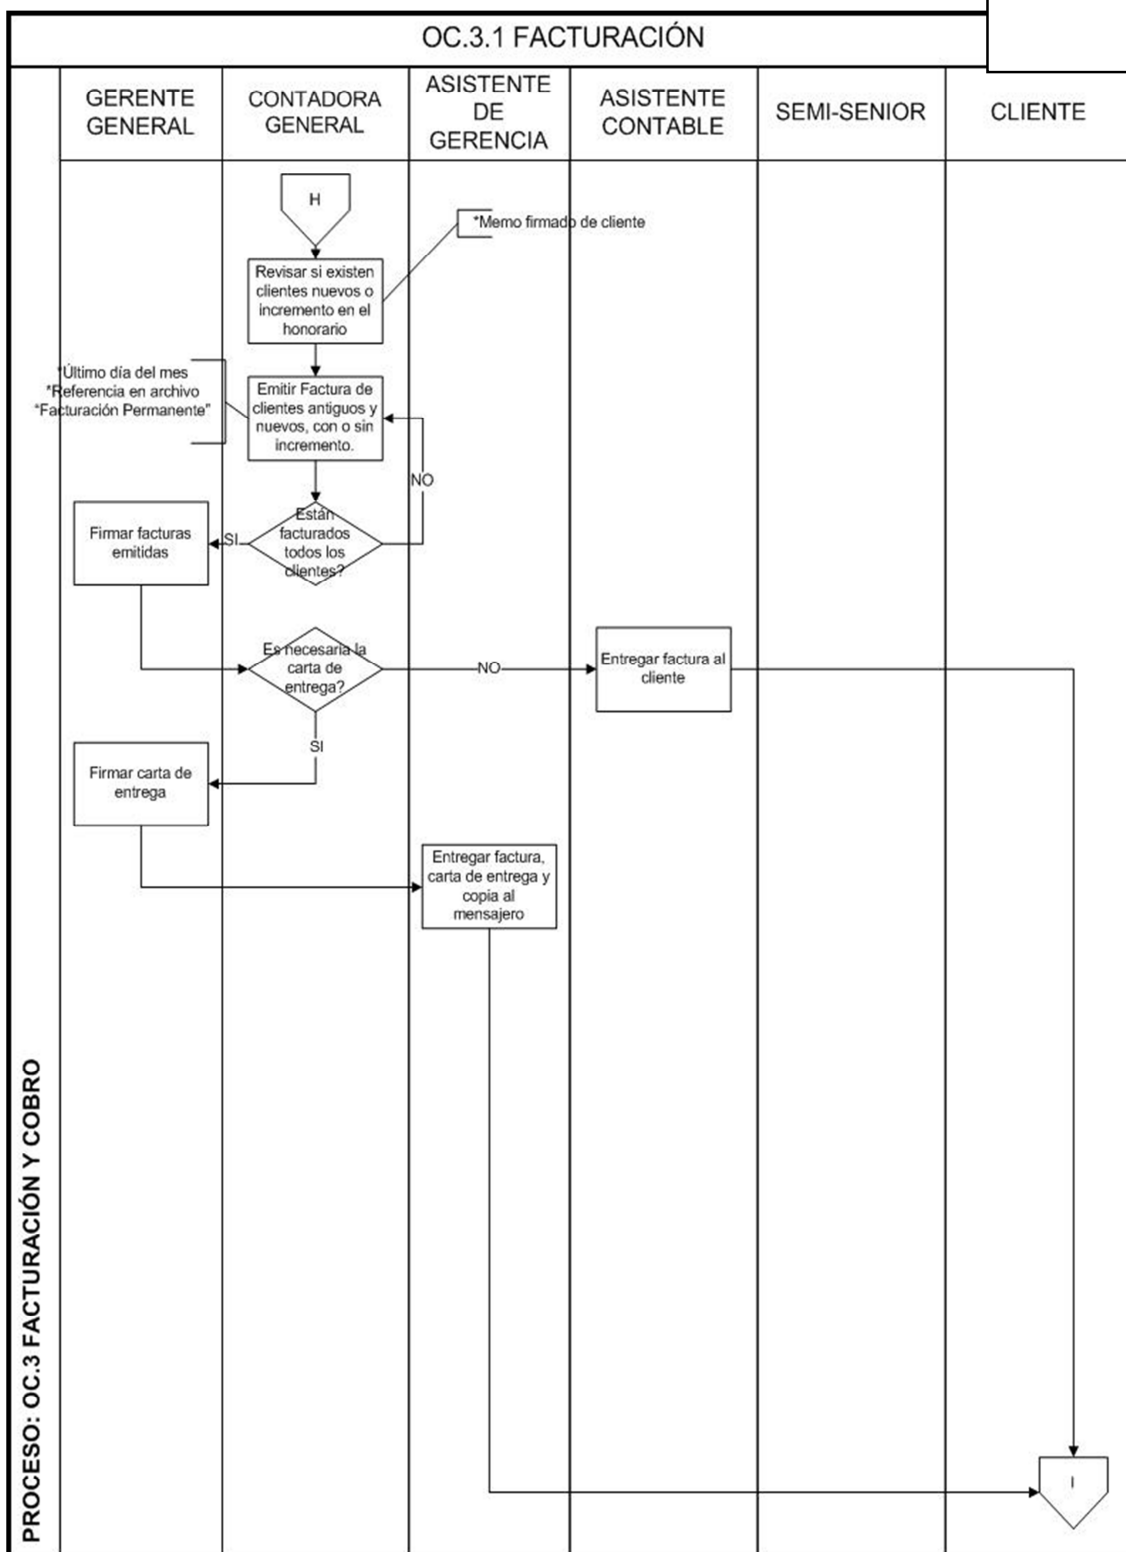 OC.3.1 FACTURACIÓN
GERENTE
GENERAL
CONTADORA
GENERAL
ASISTENTE
DE
GERENCIA
ASISTENTE
CONTABLE
SEMI-SENIOR
CLIENTE
H
*Memo firmado de cliente
Revisar si existen
clientes nuevos o
incremento en el
honorario
*Último día del mes
*Referencia en archivo
“Facturación Permanente”
Emitir Factura de
clientes antiguos y
nuevos, con o sin
incremento.
NO
Están
facturados
todos los
clientes?
SI
Firmar facturas
emitidas
Es necesaria la
carta de
entrega?
NO
Entregar factura al
cliente
SI
Firmar carta de
entrega
Entregar factura,
carta de entrega y
copia al
mensajero
I
PROCESO: OC.3 FACTURACIÓN Y COBRO